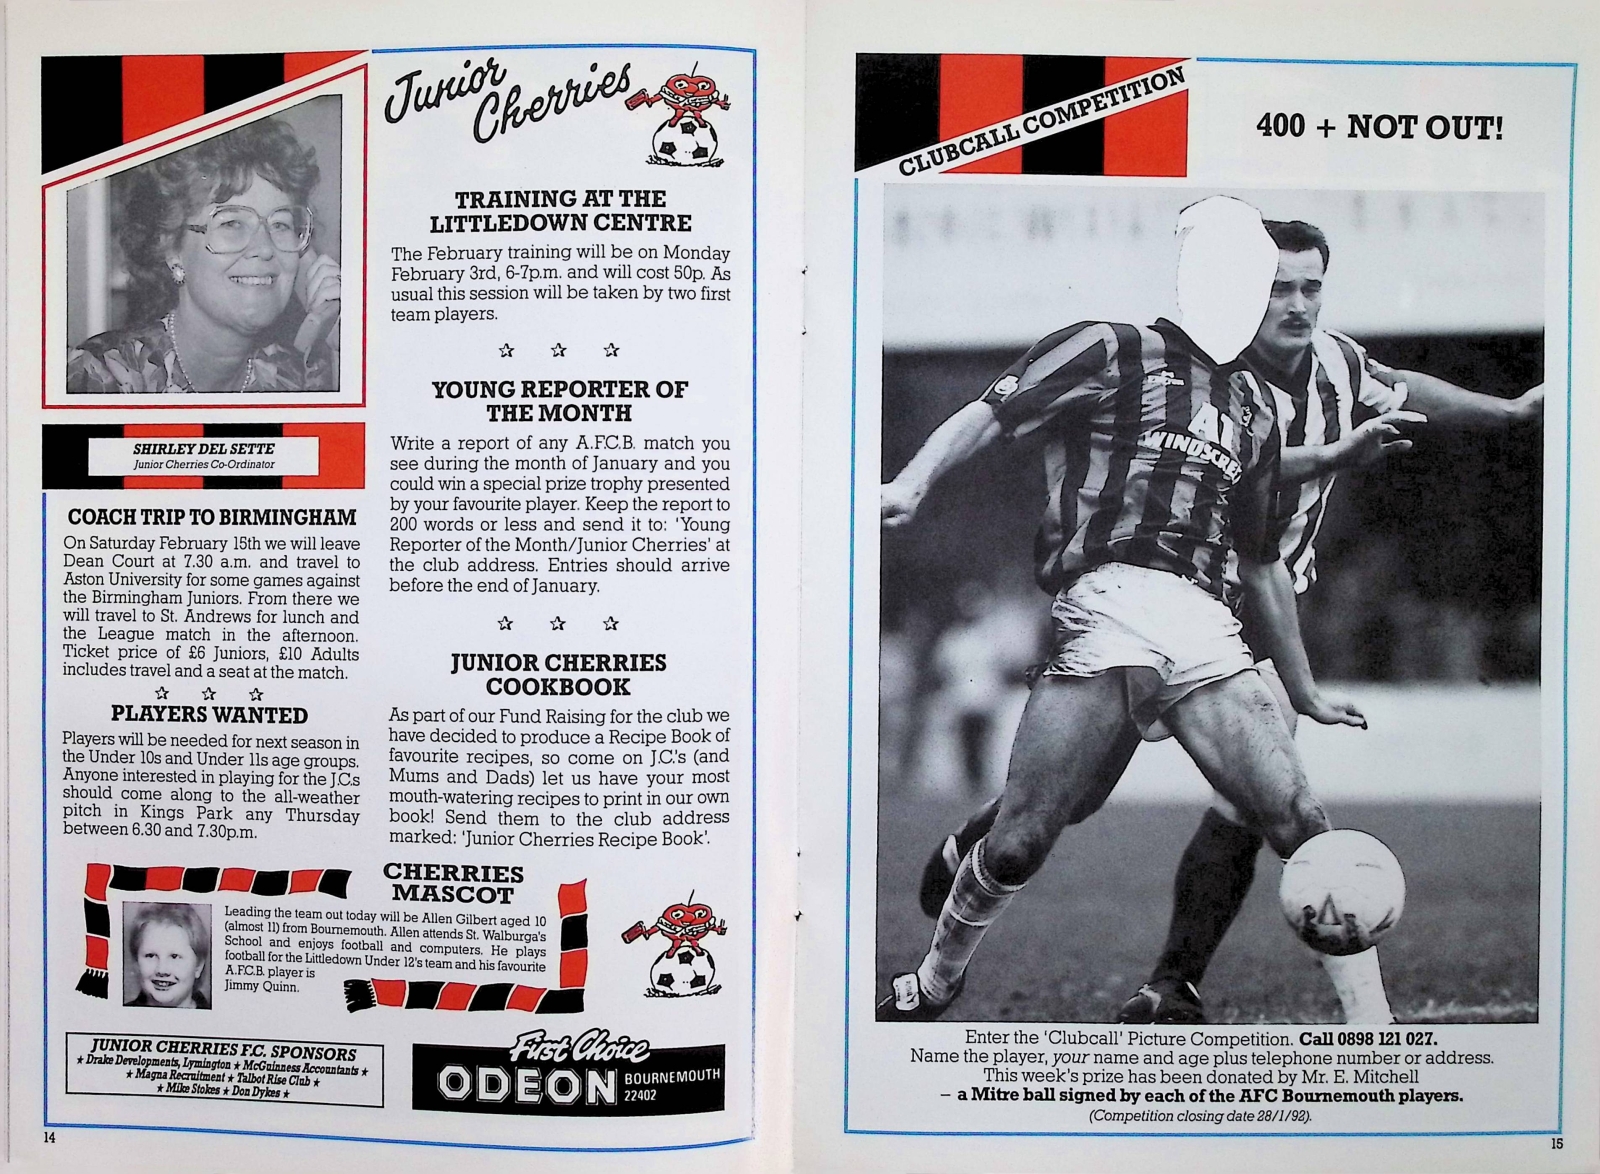 SHIRLEY DEL SETTE
Junior Cherries Co-Ordinator
COACH TRIP TO BIRMINGHAM
On Saturday February 15th we will leave
Dean Court at 7.30 a.m. and travel to
Aston University for some games against
the Birmingham Juniors. From there we
will travel to St. Andrews for lunch and
the League match in the afternoon.
Ticket price of £6 Juniors, £10 Adults
includes travel and a seat at the match.
PLAYERS WANTED
Players will be needed for next season in
the Under 10s and Under 11s age groups.
Anyone interested in playing for the J.C.s
should come along to the all-weather
pitch in Kings Park any Thursday
between 6.30 and 7.30p.m.
Junior
Cherries
TRAINING AT THE
LITTLEDOWN CENTRE
The February training will be on Monday
February 3rd, 6-7p.m. and will cost 50p. As
usual this session will be taken by two first
team players.
YOUNG REPORTER OF
THE MONTH
Write a report of any A.F.C.B. match you
see during the month of January and you
could win a special prize trophy presented
by your favourite player. Keep the report to
200 words or less and send it to: 'Young
Reporter of the Month/Junior Cherries' at
the club address. Entries should arrive
before the end of January.
JUNIOR CHERRIES
COOKBOOK
As part of our Fund Raising for the club we
have decided to produce a Recipe Book of
favourite recipes, so come on J.C.'s (and
Mums and Dads) let us have your most
mouth-watering recipes to print in our own
book! Send them to the club address
marked: 'Junior Cherries Recipe Book'.
CHERRIES
MASCOT
Leading the team out today will be Allen Gilbert aged 10
(almost 11) from Bournemouth. Allen attends St. Walburga's
School and enjoys football and computers. He plays
football for the Littledown Under 12's team and his favourite
A.F.C.B. player is
Jimmy Quinn.
JUNIOR CHERRIES F.C. SPONSORS
★ Drake Developments, Lymington ★ McGuinness Accountants ★
★ Magna Recruitment ★ Talbot Rise Club ★
★ Mike Stokes ★ Don Dykes ★
First Choice
ODEON BOURNEMOUTH
22402
14
CLUBCALL COMPETITION
400 + NOT OUT!
WINDSCRE
Enter the 'Clubcall' Picture Competition. Call 0898 121 027.
Name the player, your name and age plus telephone number or address.
This week's prize has been donated by Mr. E. Mitchell
– a Mitre ball signed by each of the AFC Bournemouth players.
(Competition closing date 28/1/92).
15